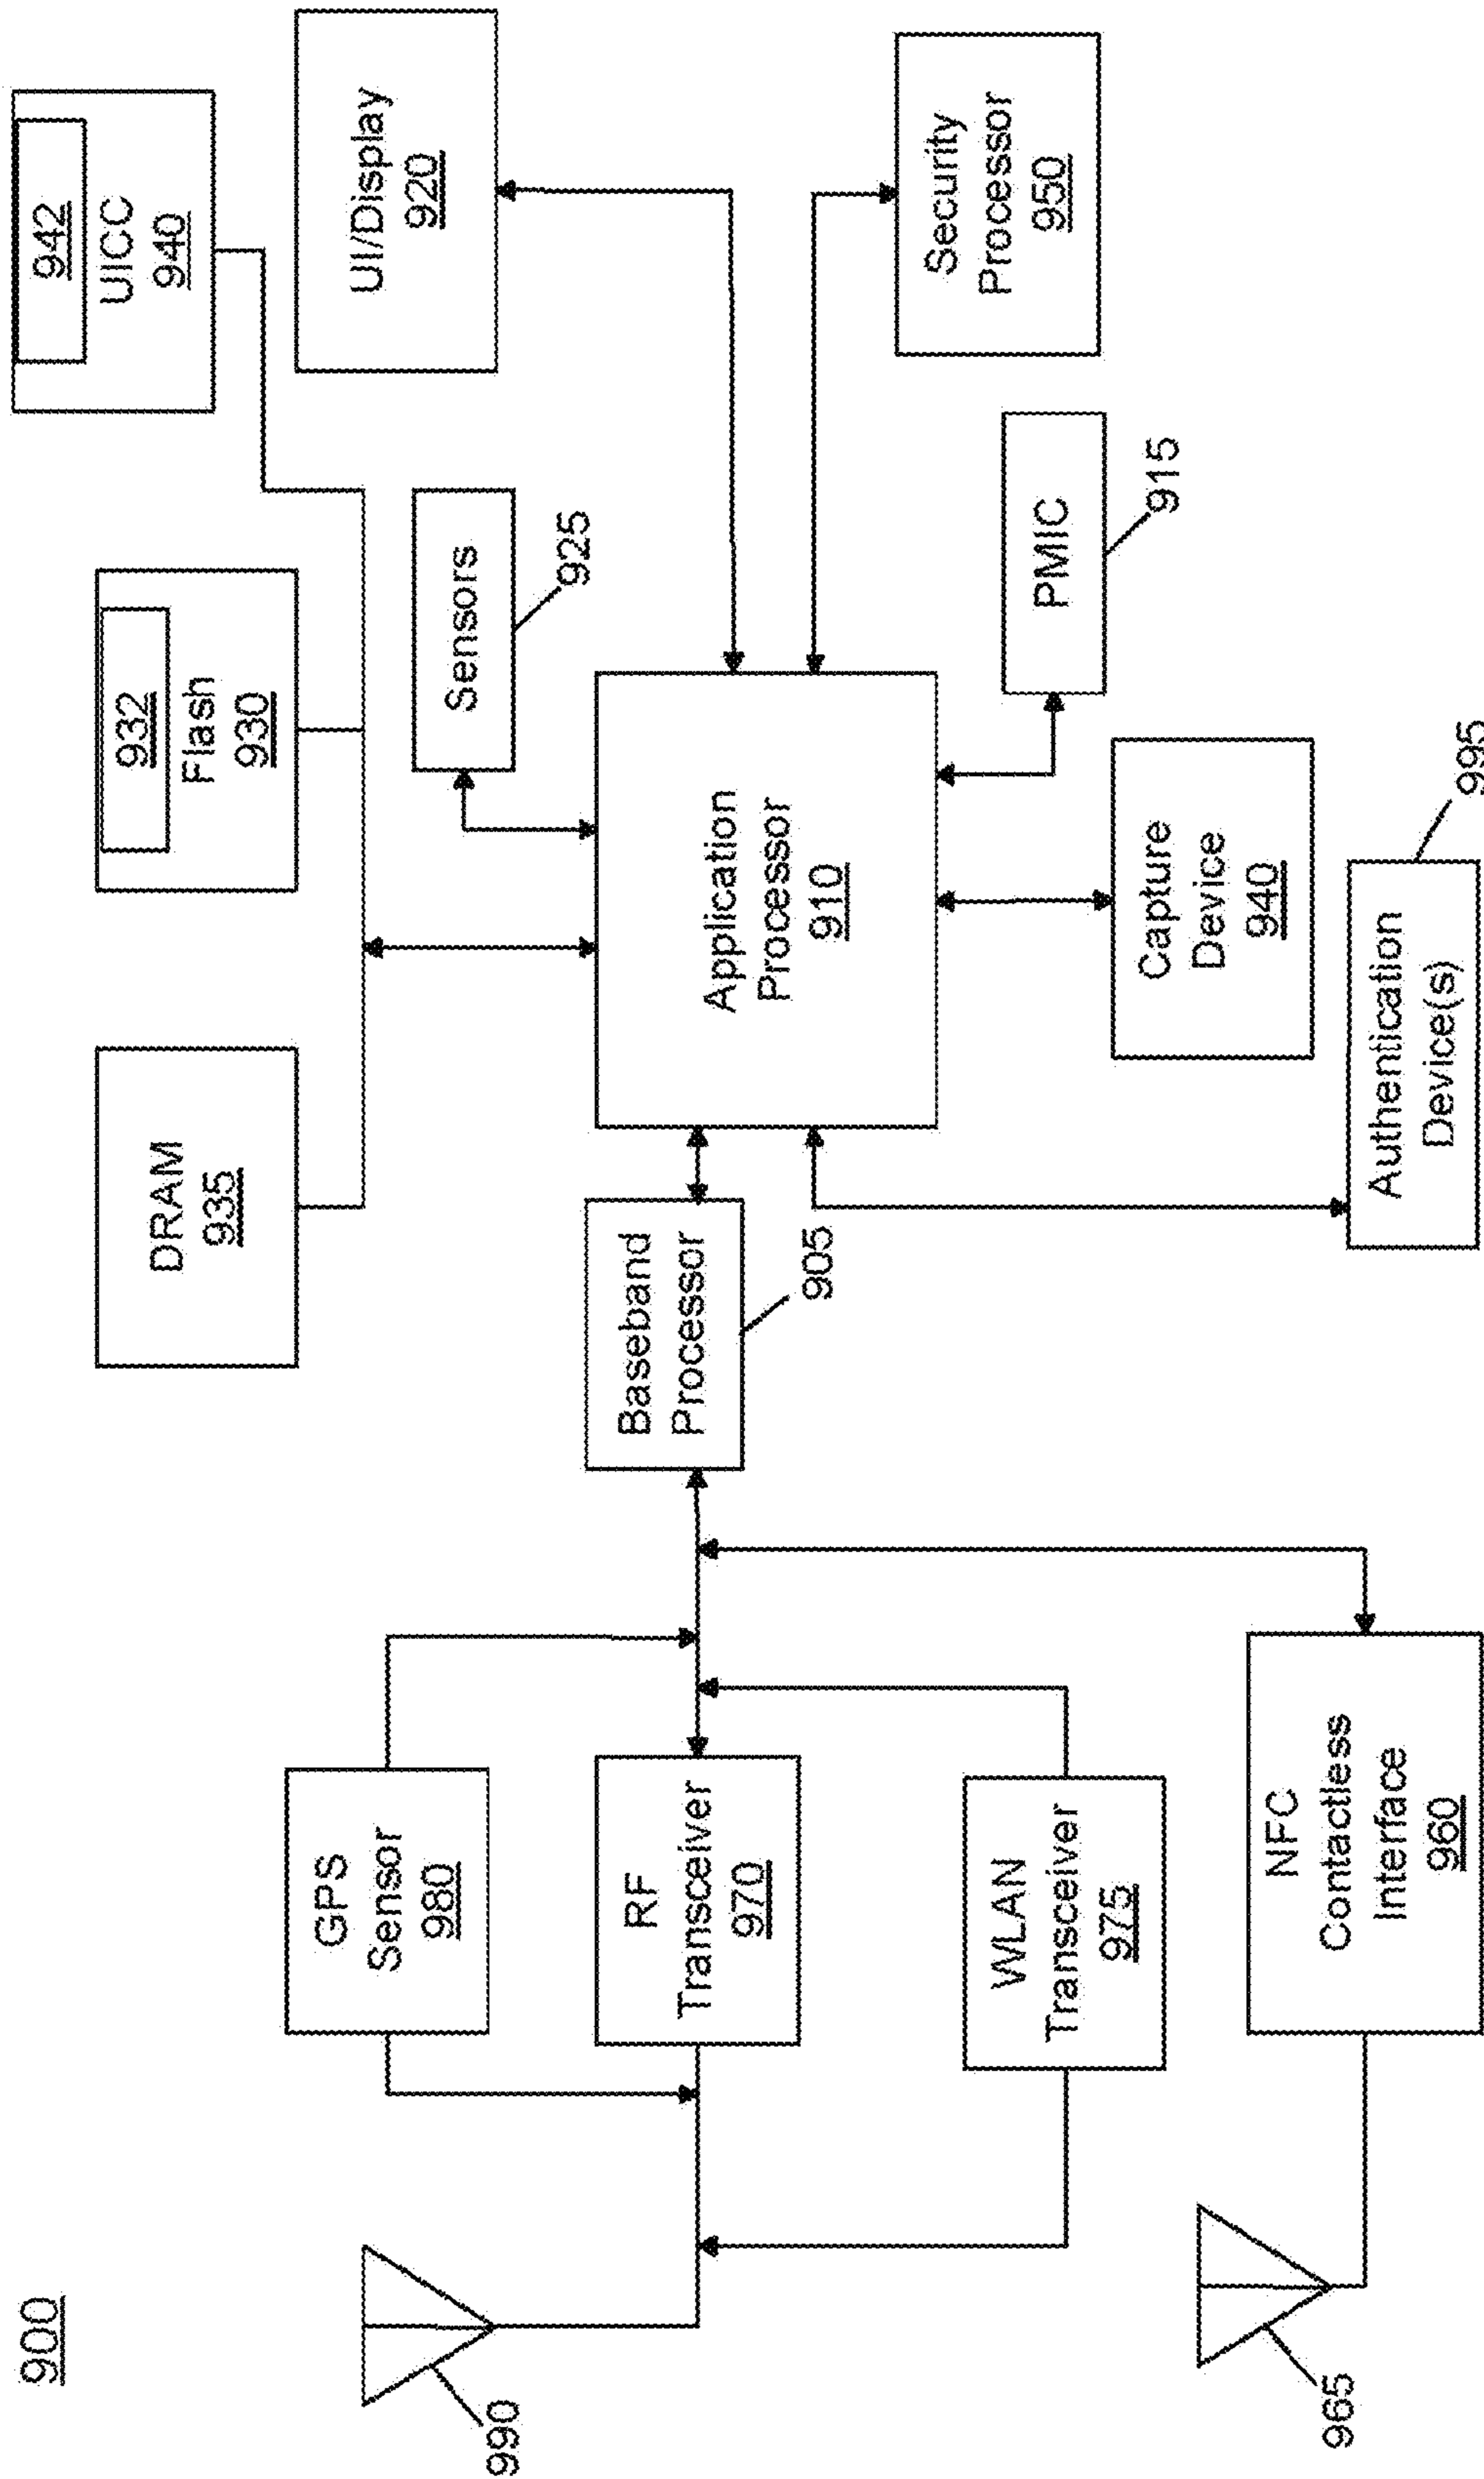 900
942
UICC
940
932
Flash
930
DRAM
935
UI/Display
920
Sensors
925
GPS
Sensor
980
990
RF
Transceiver
970
Baseband
Processor
905
Application
Processor
910
Security
Processor
950
WLAN
Transceiver
975
PMIC
915
Capture
Device
940
NFC
Contactless
Interface
960
965
Authentication
Device(s)
995